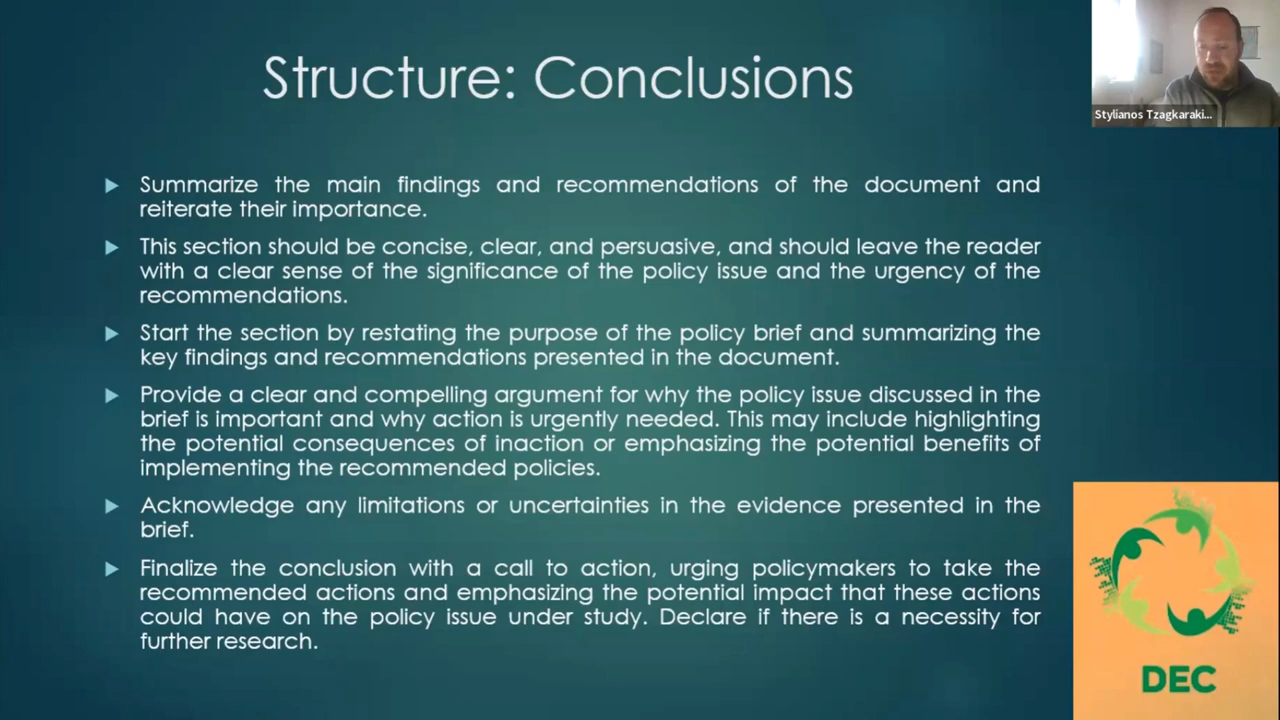 Structure: Conclusions
Stylianos Tzagkaraki...
Summarize the main findings and recommendations of the document and
reiterate their importance.
This section should be concise, clear, and persuasive, and should leave the reader
with a clear sense of the significance of the policy issue and the urgency of the
recommendations.
Start the section by restating the purpose of the policy brief and summarizing the
key findings and recommendations presented in the document.
Provide a clear and compelling argument for why the policy issue discussed in the
brief is important and why action is urgently needed. This may include highlighting
the potential consequences of inaction or emphasizing the potential benefits of
implementing the recommended policies.
Acknowledge any limitations or uncertainties in the evidence presented in the
brief.
Finalize the conclusion with a call to action, urging policymakers to take the
recommended actions and emphasizing the potential impact that these actions
could have on the policy issue under study. Declare if there is a necessity for
further research.
DEC